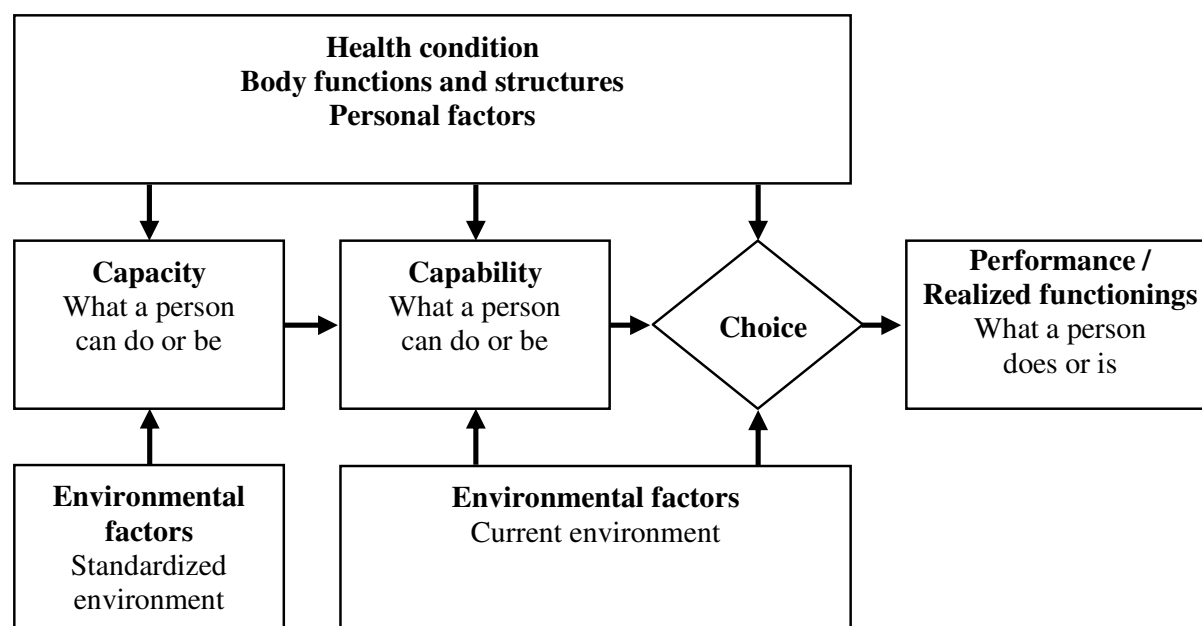 Health condition
Body functions and structures
Personal factors
Capacity
What a person
can do or be
Capability
What a person
can do or be
Choice
Performance /
Realized functionings
What a person
does or is
Environmental
factors
Standardized
environment
Environmental factors
Current environment